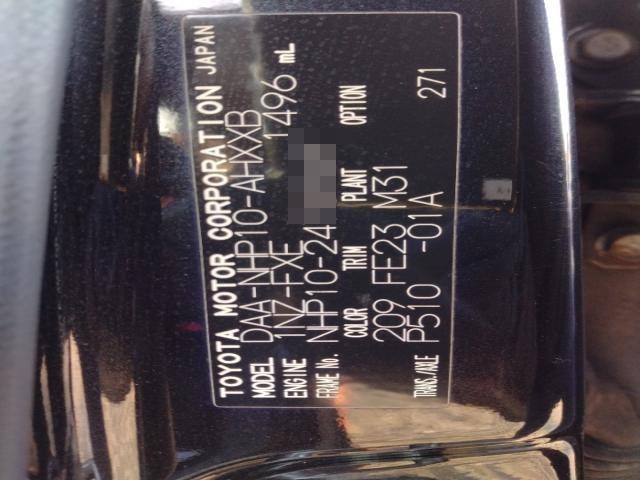 TOYOTA MOTOR CORPORATION JAPAN
MODEL DAA-NHP10-AHXXB
ENGINE 1NZ-FXE 1496 mL
FRAME No. NHP10-24
COLOR TRIM PLANT OPTION
209 FE23 M31 271
TRANS./AXLE P510 -01A